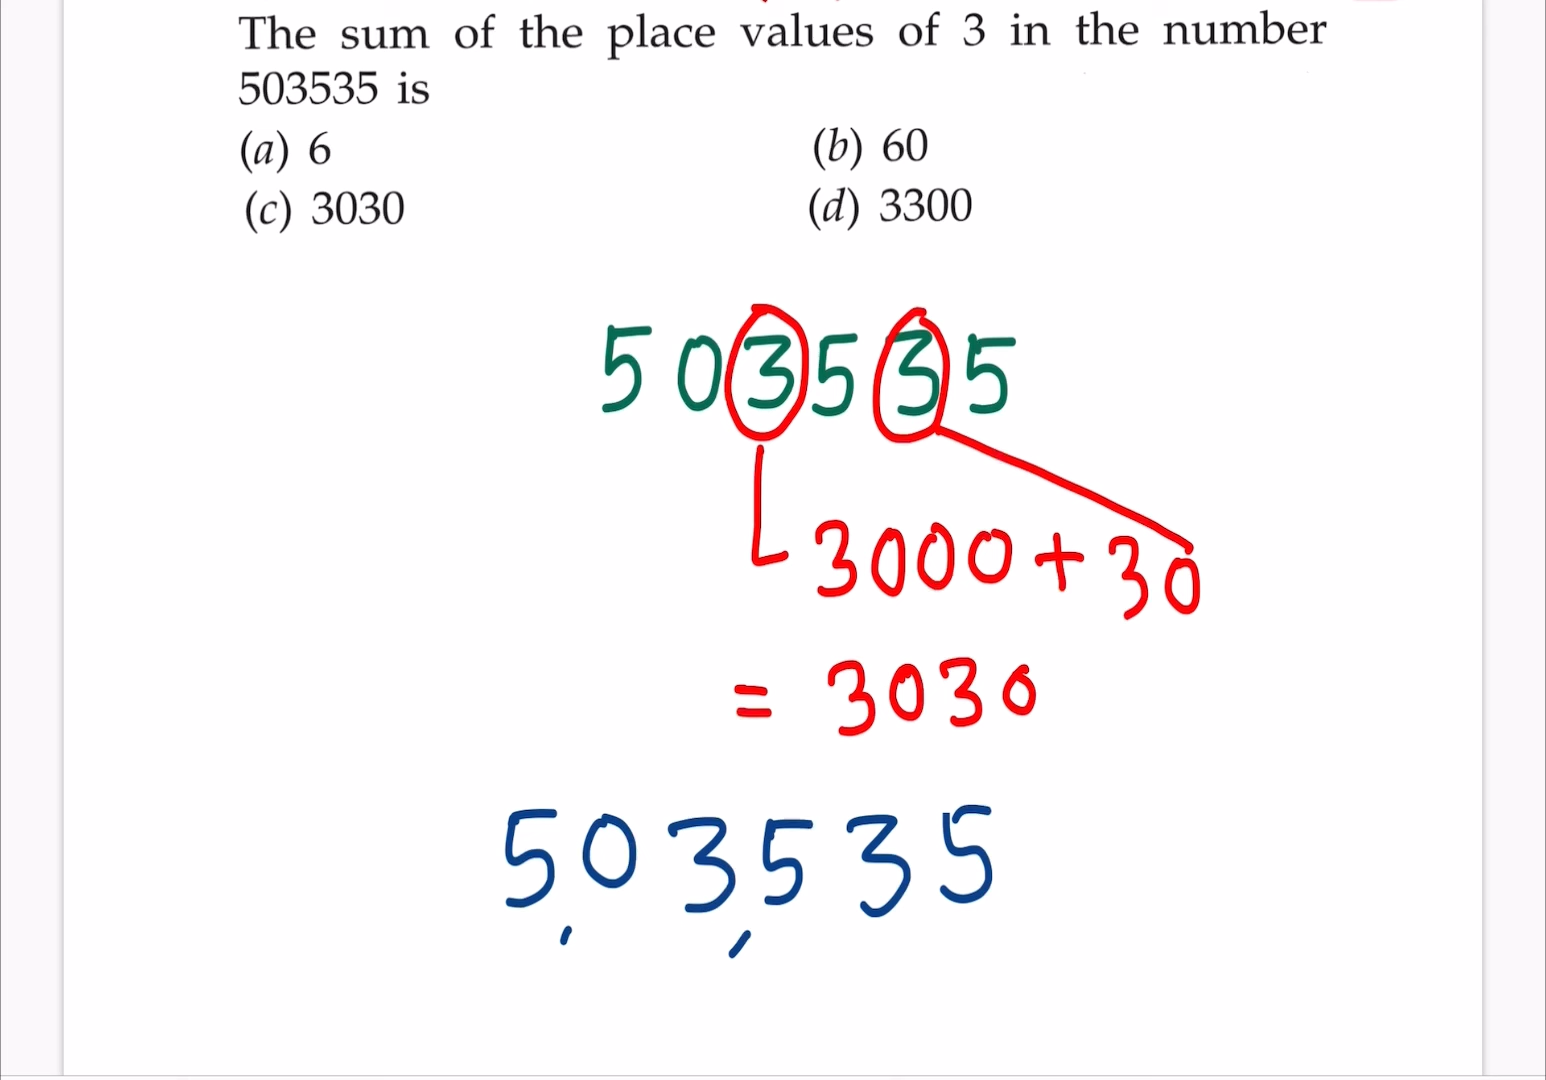 The sum of the place values of 3 in the number
503535 is
(a) 6 (b) 60
(c) 3030 (d) 3300
503535
3000+30
= 3030
5,03,535